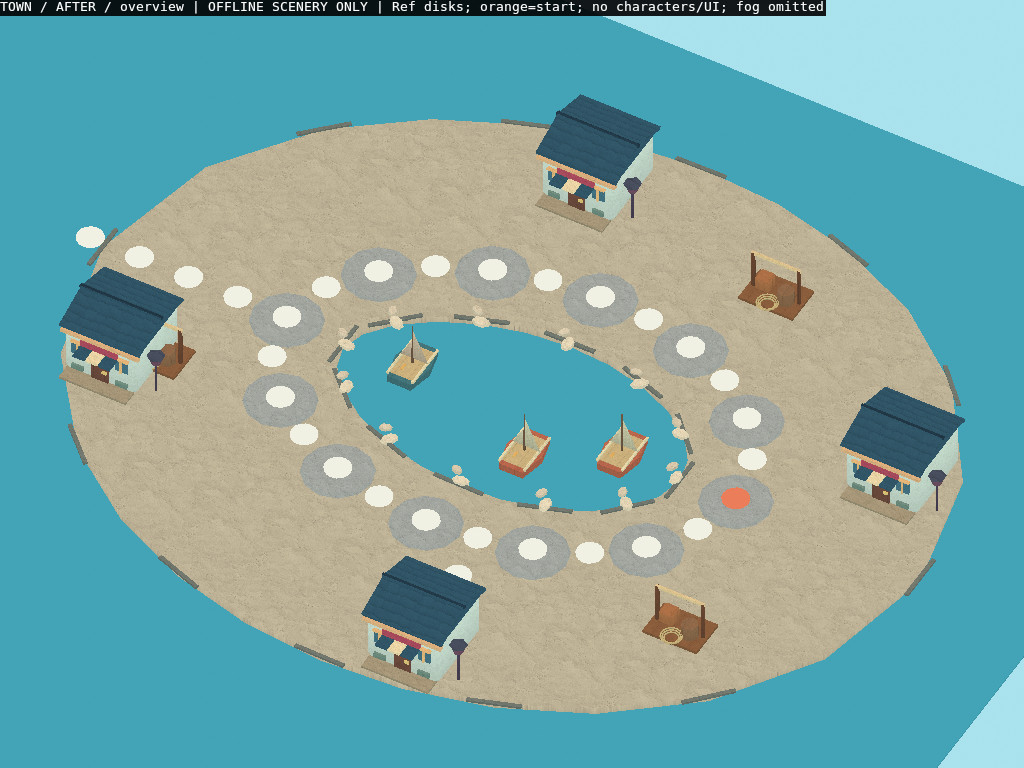 TOWN / AFTER / overview | OFFLINE SCENERY ONLY | Ref disks; orange=start; no characters/UI; fog omitted